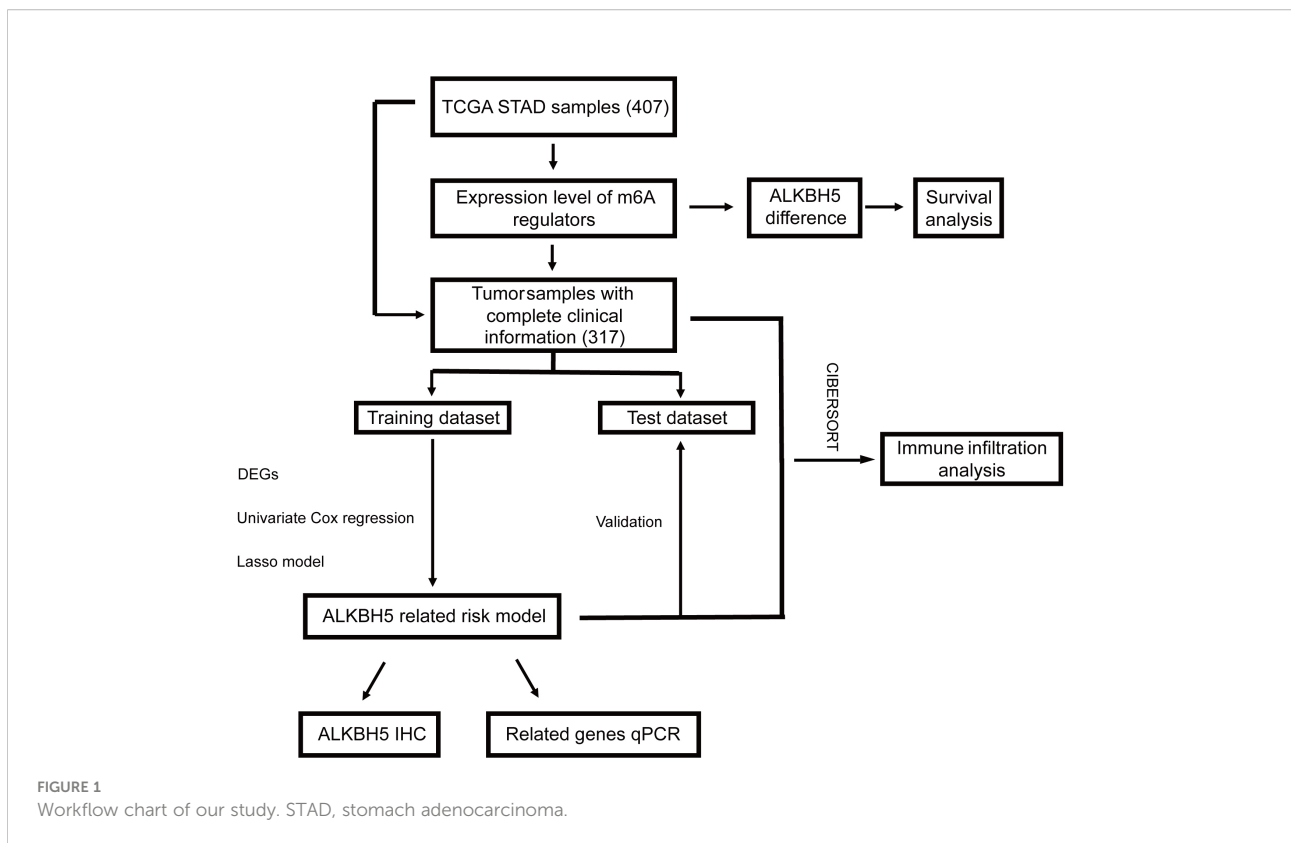 TCGA STAD samples (407)
Expression level of m6A
regulators
ALKBH5
difference
Survival
analysis
Tumorsamples with
complete clinical
information (317)
Training dataset
Test dataset
CIBERSORT
Immune infiltration
analysis
DEGs
Univariate Cox regression
Lasso model
Validation
ALKBH5 related risk model
ALKBH5 IHC
Related genes qPCR
FIGURE 1
Workflow chart of our study. STAD, stomach adenocarcinoma.